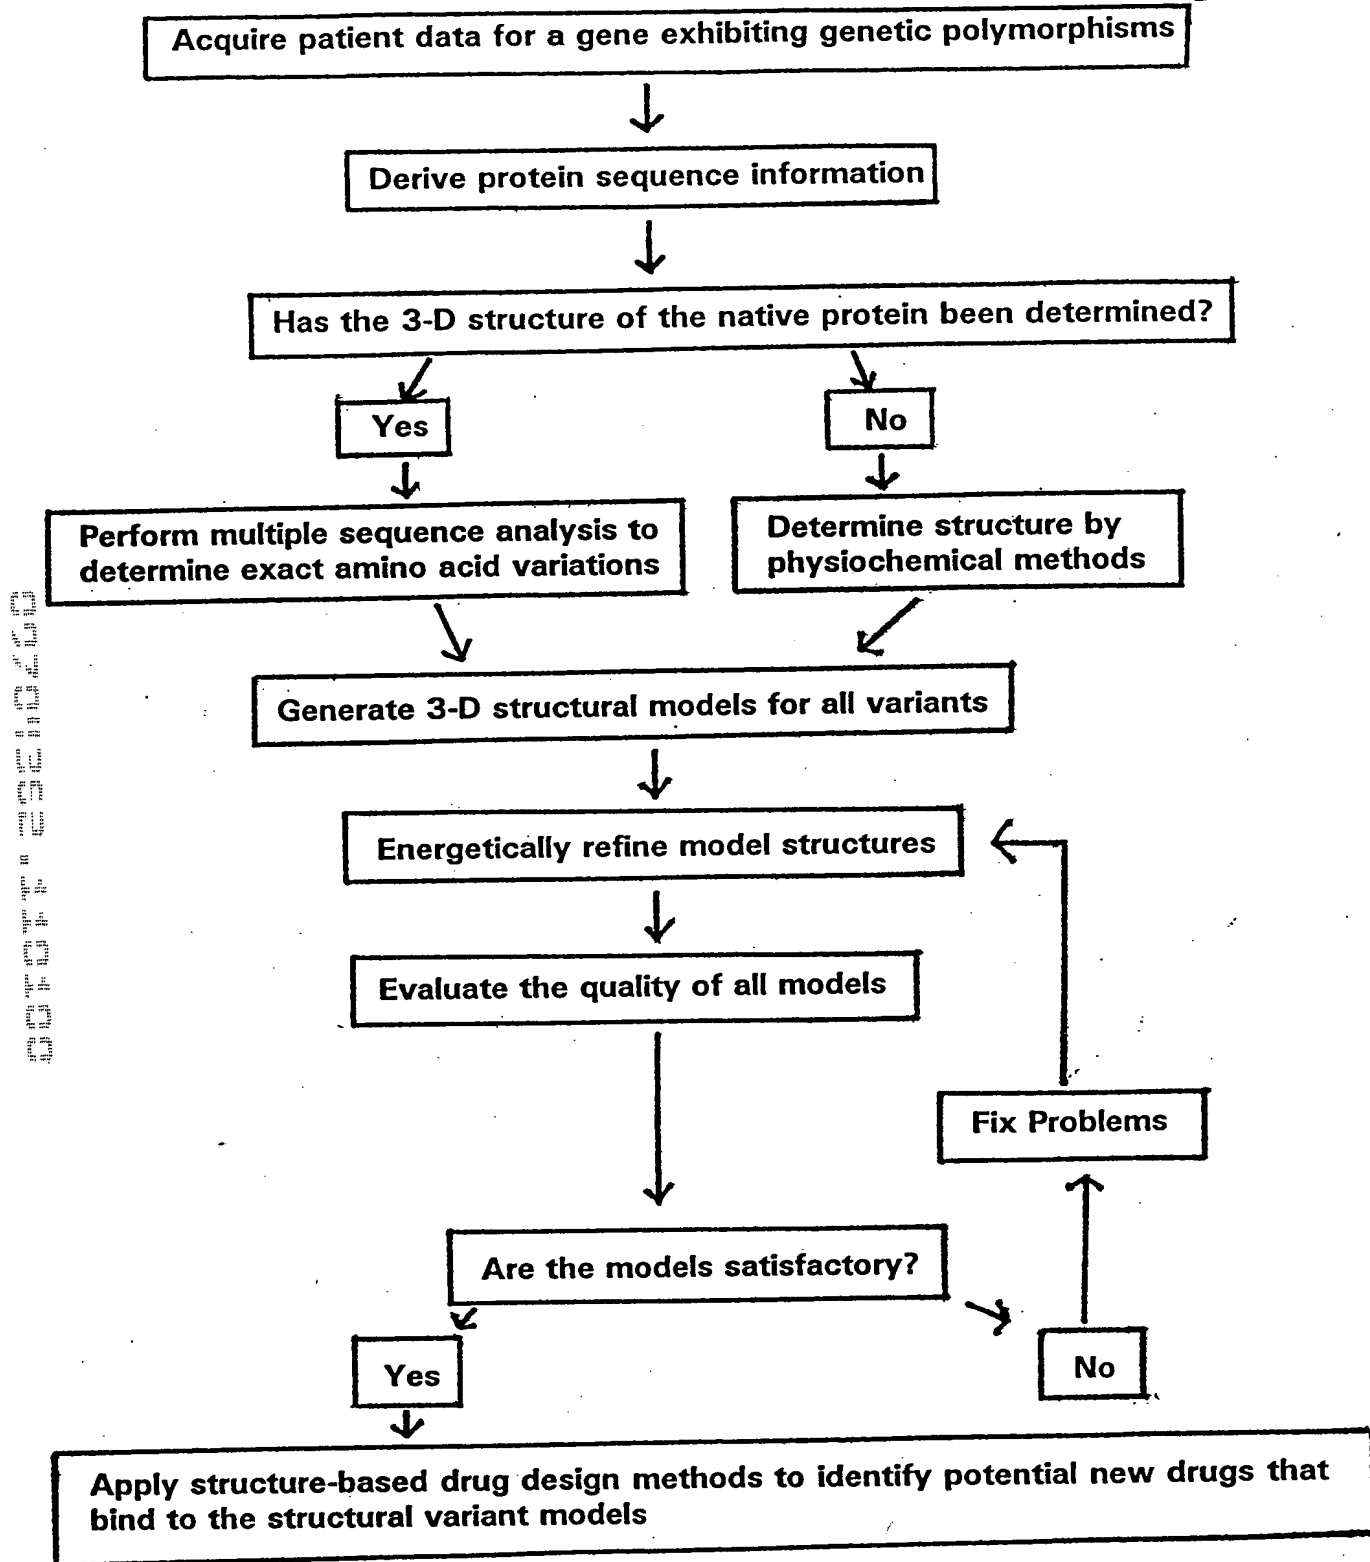 Acquire patient data for a gene exhibiting genetic polymorphisms
Derive protein sequence information
Has the 3-D structure of the native protein been determined?
Yes
No
Perform multiple sequence analysis to
determine exact amino acid variations
Determine structure by
physiochemical methods
Generate 3-D structural models for all variants
Energetically refine model structures
Evaluate the quality of all models
Fix Problems
Are the models satisfactory?
Yes
No
Apply structure-based drug design methods to identify potential new drugs that
bind to the structural variant models